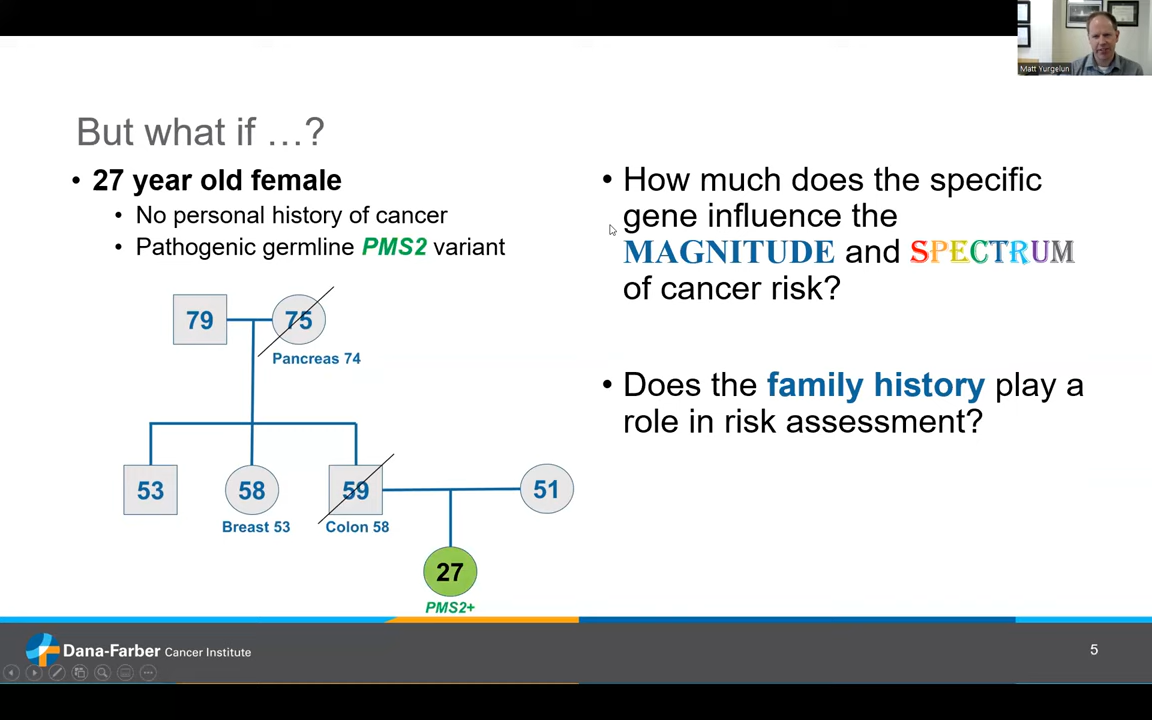 Matt Yurgelun
But what if …?
• 27 year old female
• No personal history of cancer
• Pathogenic germline PMS2 variant
79
75
Pancreas 74
53
58
59
51
Breast 53
Colon 58
27
PMS2+
• How much does the specific
gene influence the
MAGNITUDE and SPECTRUM
of cancer risk?
• Does the family history play a
role in risk assessment?
Dana-Farber Cancer Institute
5